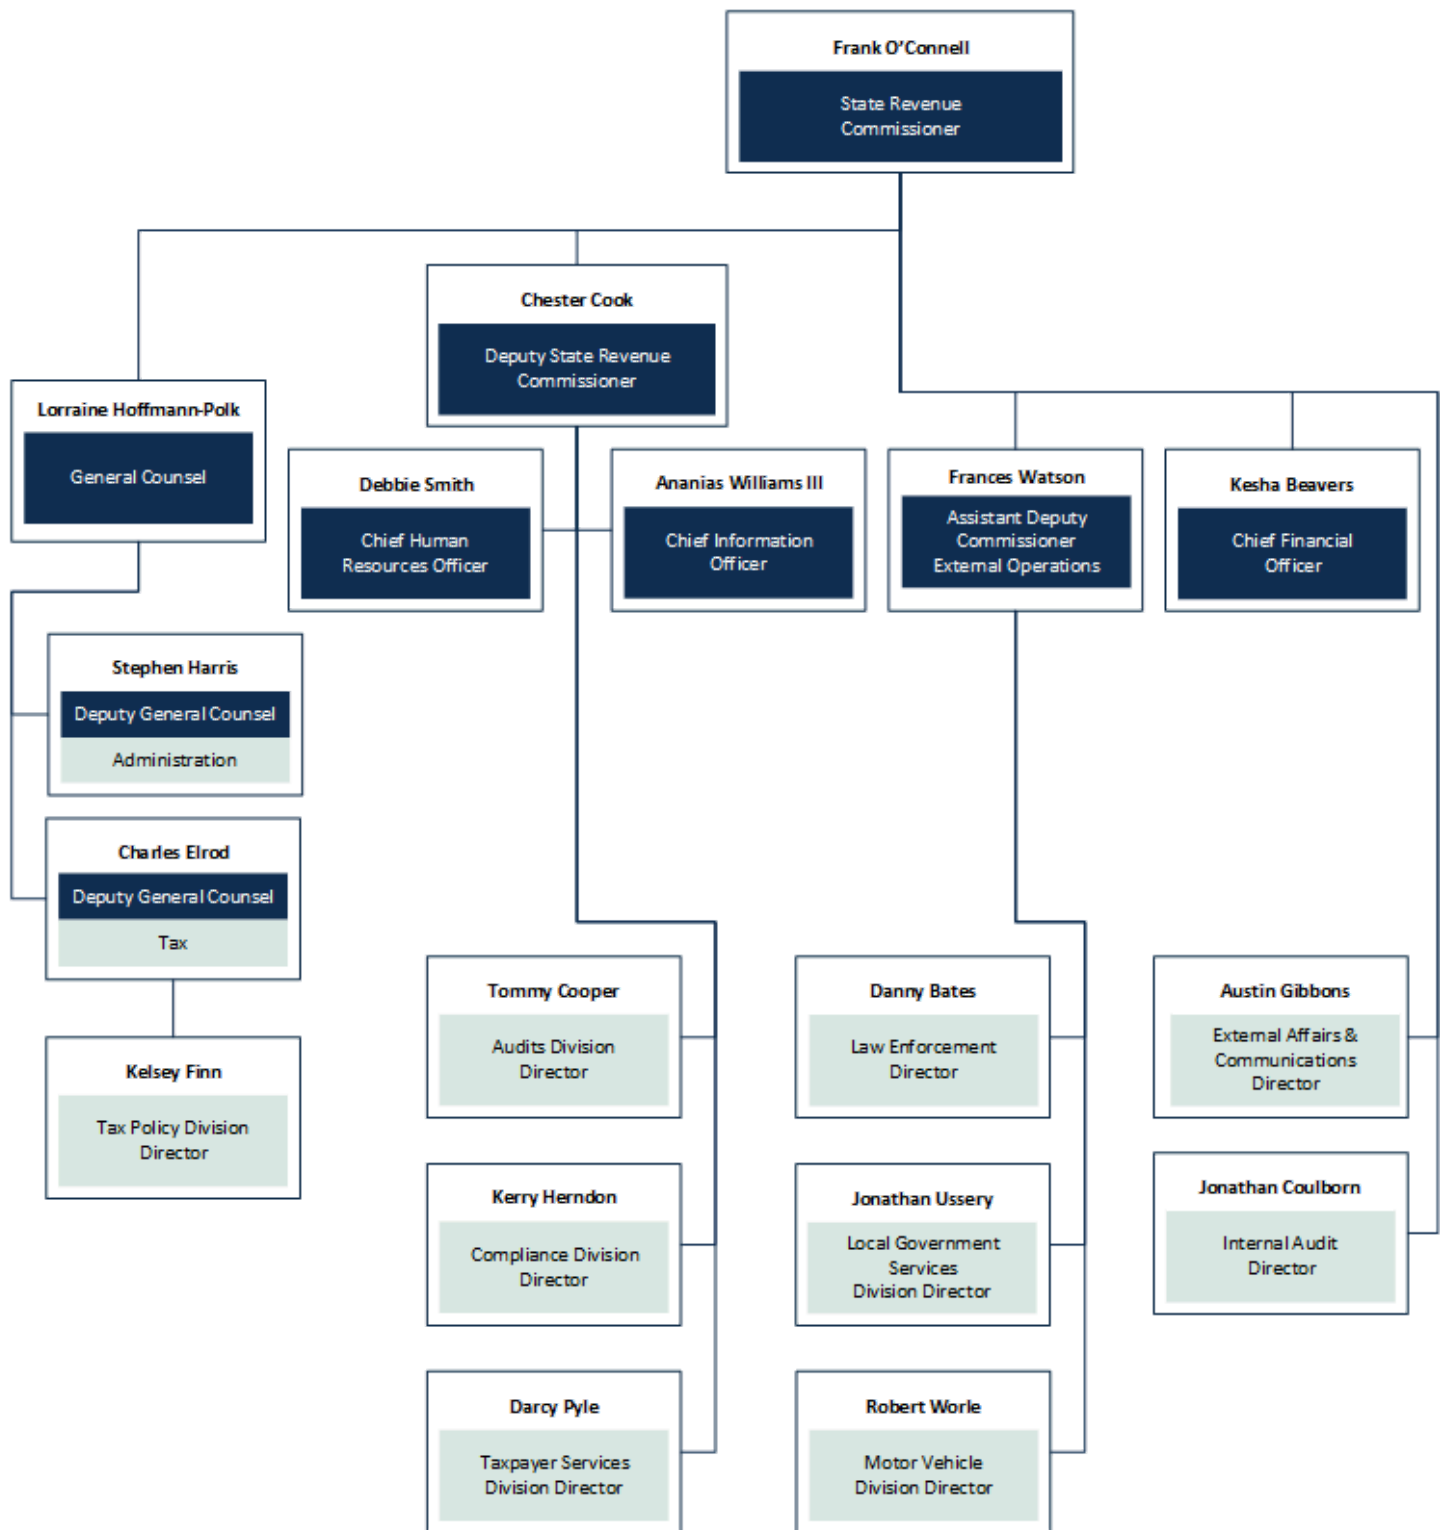 Frank O’Connell
State Revenue
Commissioner
Chester Cook
Deputy State Revenue
Commissioner
Lorraine Hoffmann-Polk
General Counsel
Debbie Smith
Chief Human
Resources Officer
Ananias Williams III
Chief Information
Officer
Frances Watson
Assistant Deputy
Commissioner
External Operations
Kesha Beavers
Chief Financial
Officer
Stephen Harris
Deputy General Counsel
Administration
Charles Elrod
Deputy General Counsel
Tax
Kelsey Finn
Tax Policy Division
Director
Tommy Cooper
Audits Division
Director
Danny Bates
Law Enforcement
Director
Austin Gibbons
External Affairs &
Communications
Director
Kerry Herndon
Compliance Division
Director
Jonathan Ussery
Local Government
Services
Division Director
Jonathan Coulborn
Internal Audit
Director
Darcy Pyle
Taxpayer Services
Division Director
Robert Worle
Motor Vehicle
Division Director